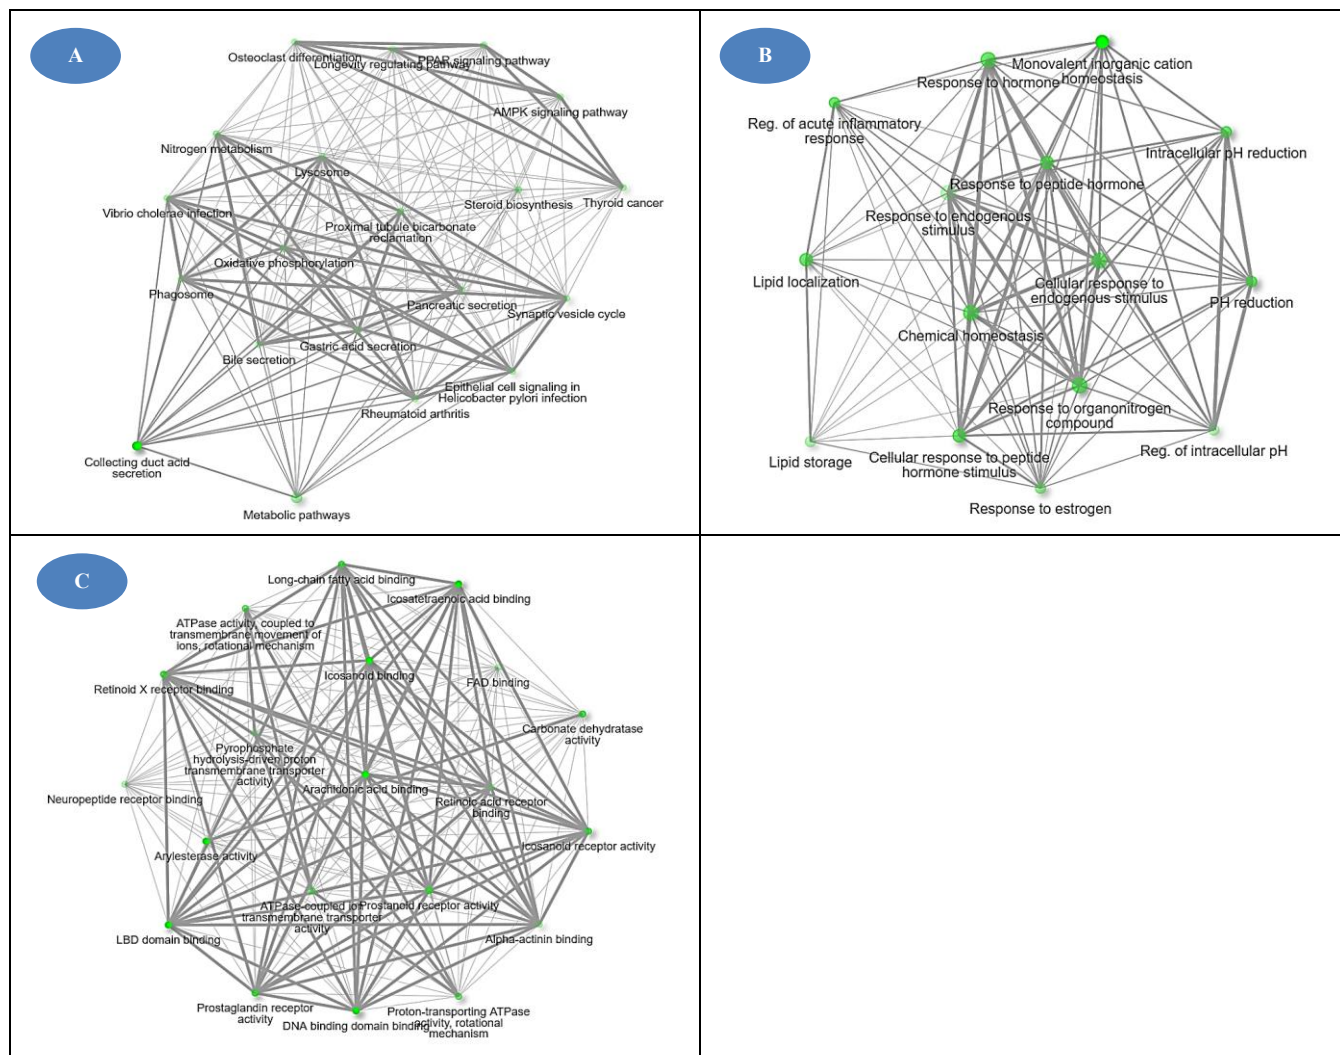 A
Osteoclast differentiation
Longevity regulating pathway
PPAR signaling pathway
AMPK signaling pathway
Nitrogen metabolism
Lysosome
Steroid biosynthesis
Thyroid cancer
Vibrio cholerae infection
Proximal tubule bicarbonate
reclamation
Oxidative phosphorylation
Phagosome
Pancreatic secretion
Synaptic vesicle cycle
Gastric acid secretion
Bile secretion
Epithelial cell signaling in
Helicobacter pylori infection
Rheumatoid arthritis
Collecting duct acid
secretion
Metabolic pathways
B
Monovalent inorganic cation
homeostasis
Response to hormone
Reg. of acute inflammatory
response
Intracellular pH reduction
Response to peptide hormone
Response to endogenous
stimulus
Lipid localization
Cellular response to
endogenous stimulus
PH reduction
Chemical homeostasis
Response to organonitrogen
compound
Reg. of intracellular pH
Lipid storage
Cellular response to peptide
hormone stimulus
Response to estrogen
C
Long-chain fatty acid binding
Icosatetraenoic acid binding
ATPase activity, coupled to
transmembrane movement of
ions, rotational mechanism
Icosanoid binding
FAD binding
Retinoid X receptor binding
Carbonate dehydratase
activity
Pyrophosphate
hydrolysis-driven proton
transmembrane transporter
activity
Arachidonic acid binding
Neuropeptide receptor binding
Retinoic acid receptor
binding
Icosanoid receptor activity
Arylesterase activity
ATPase-coupled ion
transmembrane transporter
activity
Prostanoid receptor activity
LBD domain binding
Alpha-actinin binding
Prostaglandin receptor
activity
DNA binding domain binding
Proton-transporting ATPase
activity, rotational
mechanism